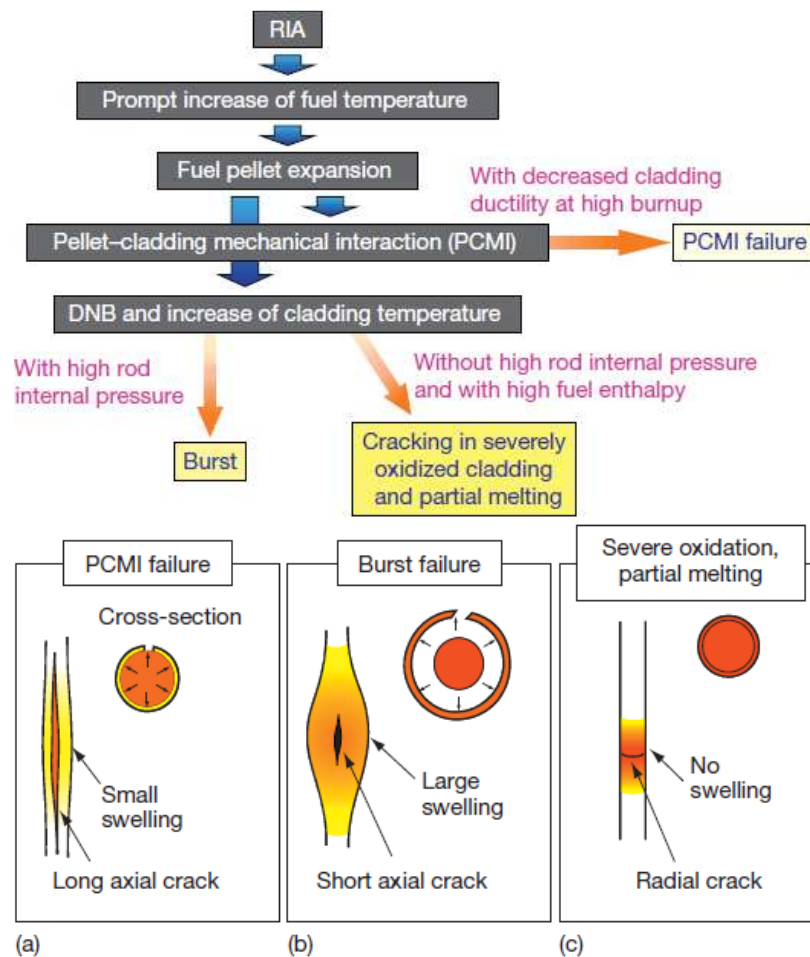 RIA
Prompt increase of fuel temperature
Fuel pellet expansion
With decreased cladding
ductility at high burnup
Pellet–cladding mechanical interaction (PCMI)
PCMI failure
DNB and increase of cladding temperature
With high rod
internal pressure
Without high rod internal pressure
and with high fuel enthalpy
Burst
Cracking in severely
oxidized cladding
and partial melting
PCMI failure
Cross-section
Small
swelling
Long axial crack
(a)
Burst failure
Large
swelling
Short axial crack
(b)
Severe oxidation,
partial melting
No
swelling
Radial crack
(c)